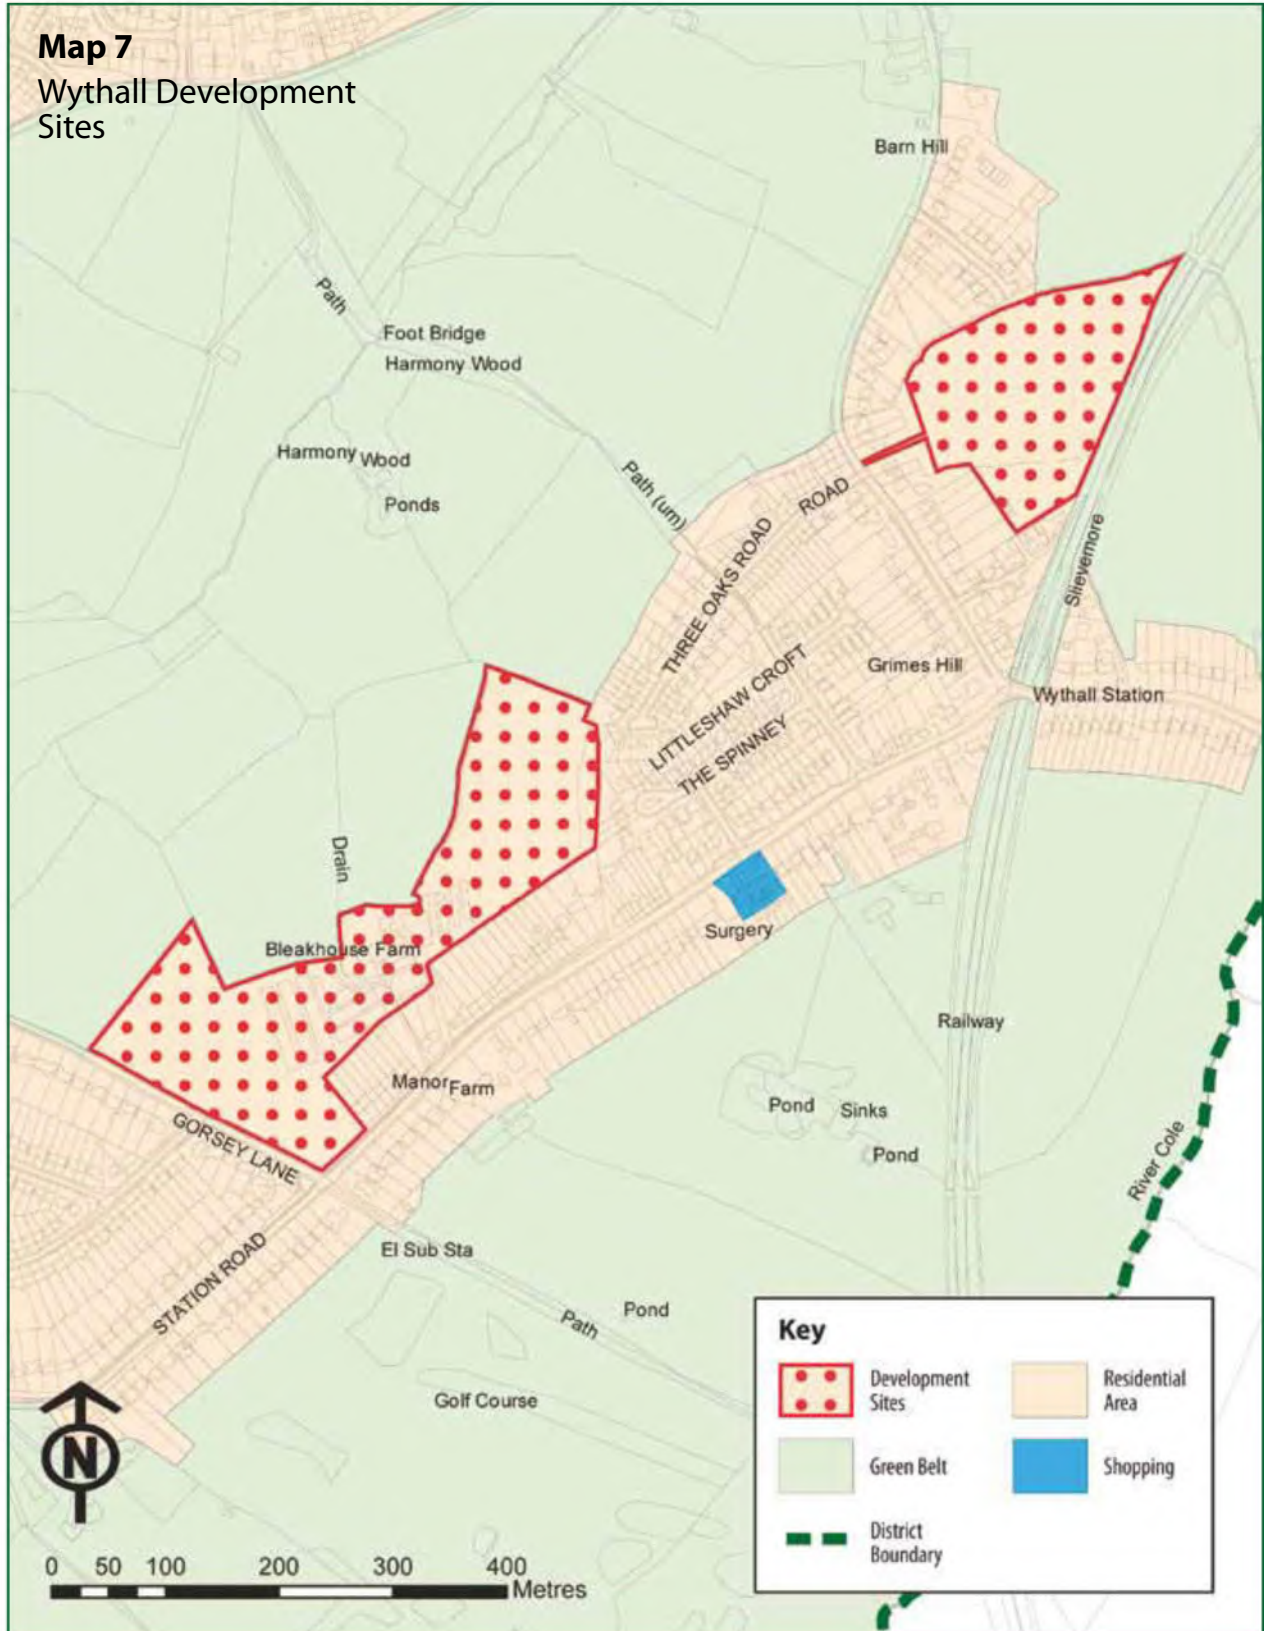 Map 7
Wythall Development
Sites
Barn Hill
Path
Foot Bridge
Harmony Wood
Harmony Wood
Ponds
Path (um)
THREE OAKS ROAD
ROAD
Slievemore
LITTLESHAW CROFT
THE SPINNEY
Grimes Hill
Wythall Station
Drain
Bleakhouse Farm
Surgery
Railway
Manor Farm
Pond
Sinks
Pond
GORSEY LANE
River Cole
STATION ROAD
El Sub Sta
Path
Pond
Golf Course
N
0 50 100 200 300 400
Metres
Key
Development
Sites
Residential
Area
Green Belt
Shopping
District
Boundary